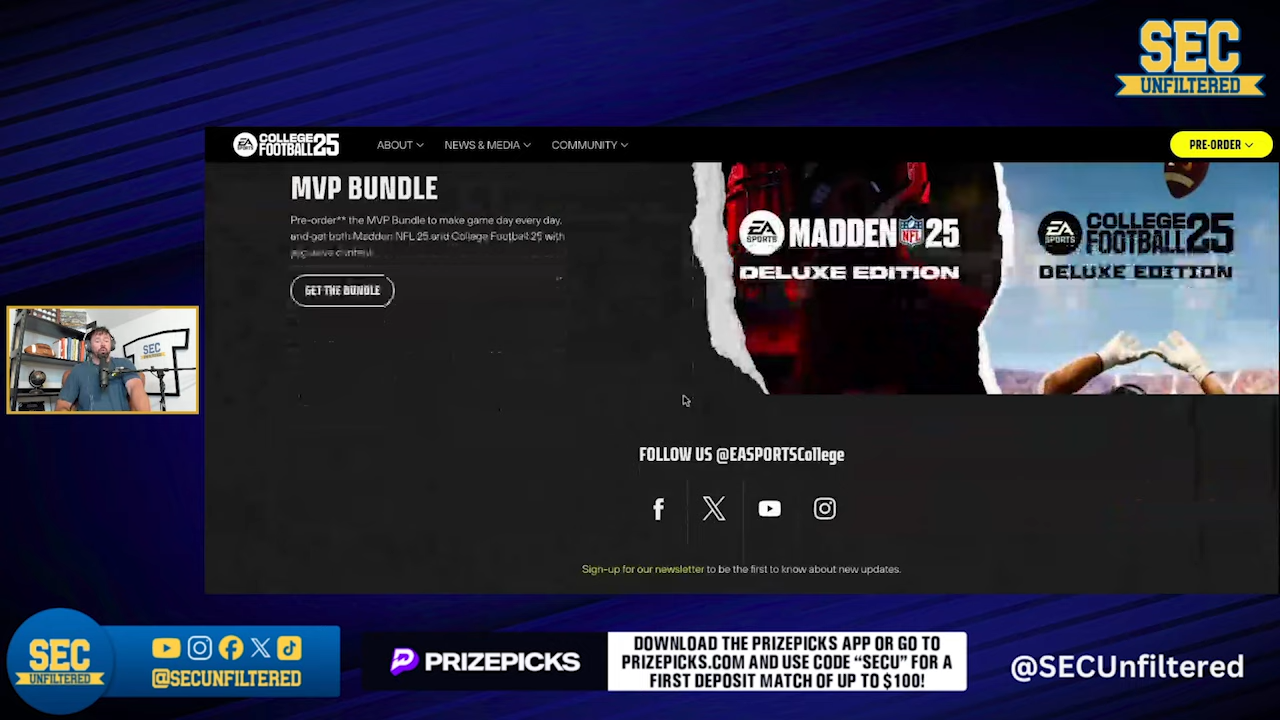 SEC
UNFILTERED
EA SPORTS COLLEGE FOOTBALL 25
ABOUT
NEWS & MEDIA
COMMUNITY
PRE-ORDER
MVP BUNDLE
Pre-order** the MVP Bundle to make game day every day,
and get both Madden NFL 25 and College Football 25 with
exclusive content.
GET THE BUNDLE
EA SPORTS MADDEN NFL 25
DELUXE EDITION
EA SPORTS COLLEGE FOOTBALL 25
DELUXE EDITION
SEC
FOLLOW US @EASPORTSCollege
Sign-up for our newsletter to be the first to know about new updates.
SEC
UNFILTERED
@SECUNFILTERED
PRIZEPICKS
DOWNLOAD THE PRIZEPICKS APP OR GO TO
PRIZEPICKS.COM AND USE CODE “SECU” FOR A
FIRST DEPOSIT MATCH OF UP TO $100!
@SECUnfiltered